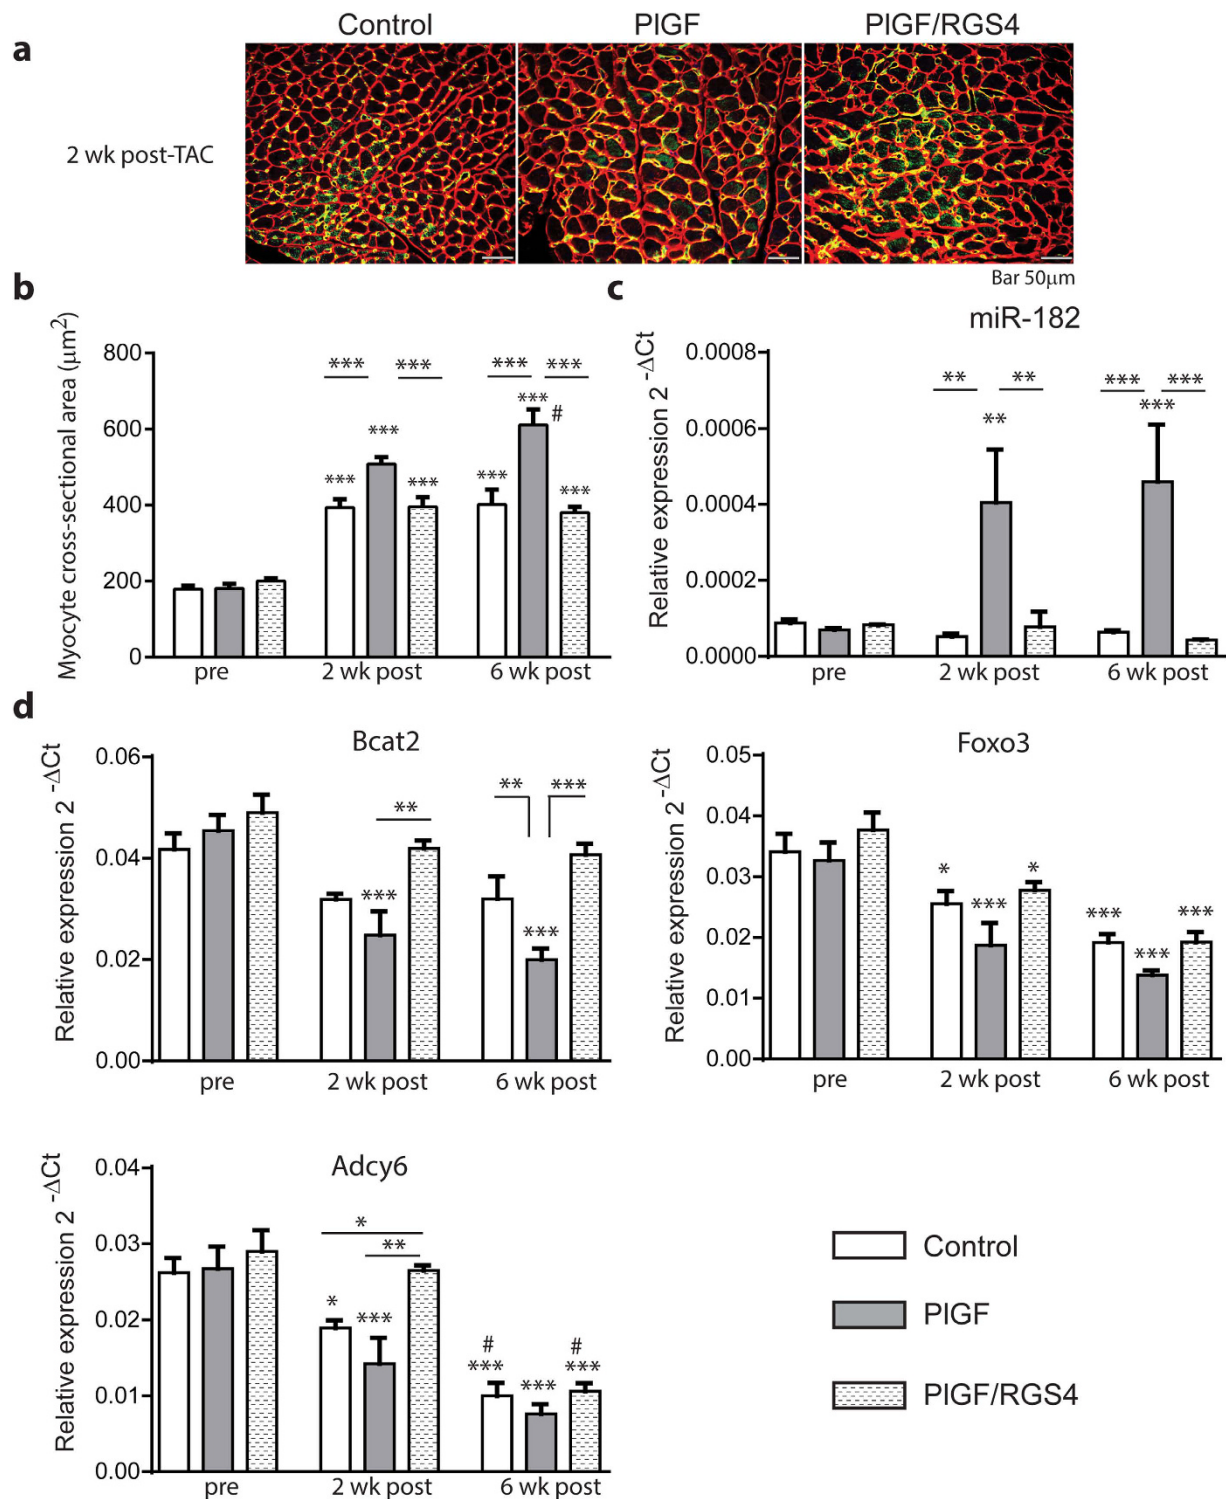 a
Control PlGF PlGF/RGS4
2 wk post-TAC
Bar 50μm
b
Myocyte cross-sectional area (μm²)
800
600
400
200
0
*** ***
*** *** ***
*** ***
*** *** #
***
pre 2 wk post 6 wk post
c
miR-182
Relative expression 2 -ΔCt
0.0008
0.0006
0.0004
0.0002
0.0000
** **
**
*** ***
***
pre 2 wk post 6 wk post
d
Bcat2
Relative expression 2 -ΔCt
0.06
0.04
0.02
0.00
**
***
** ***
***
pre 2 wk post 6 wk post
Foxo3
Relative expression 2 -ΔCt
0.05
0.04
0.03
0.02
0.01
0.00
* *** *
*** *** ***
pre 2 wk post 6 wk post
Adcy6
Relative expression 2 -ΔCt
0.04
0.03
0.02
0.01
0.00
*
**
* ***
# #
*** *** ***
pre 2 wk post 6 wk post
Control
PlGF
PlGF/RGS4